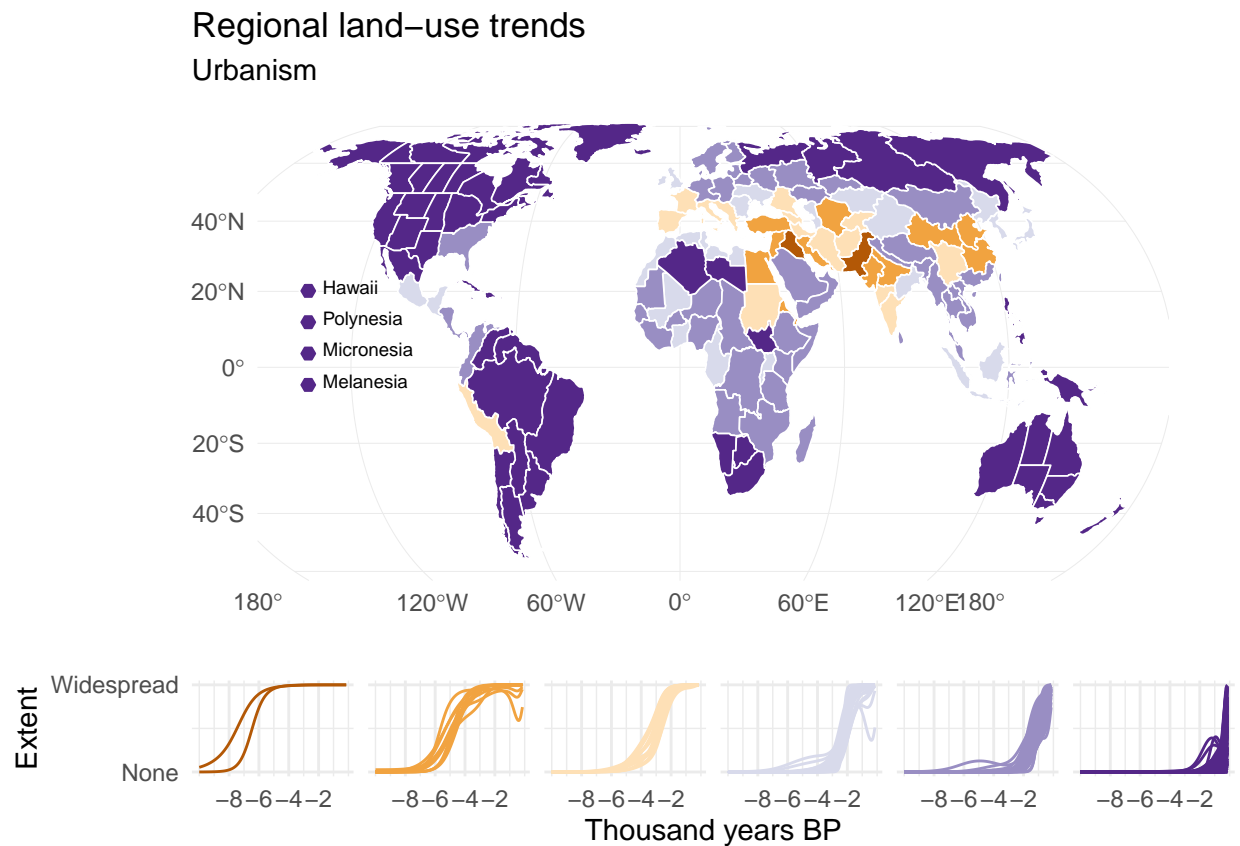 Regional land−use trends
Urbanism
40°N
20°N
0°
20°S
40°S
Hawaii
Polynesia
Micronesia
Melanesia
180° 120°W 60°W 0° 60°E 120°E 180°
Extent
Widespread
None
−8 −6 −4 −2 −8 −6 −4 −2 −8 −6 −4 −2 −8 −6 −4 −2 −8 −6 −4 −2 −8 −6 −4 −2
Thousand years BP